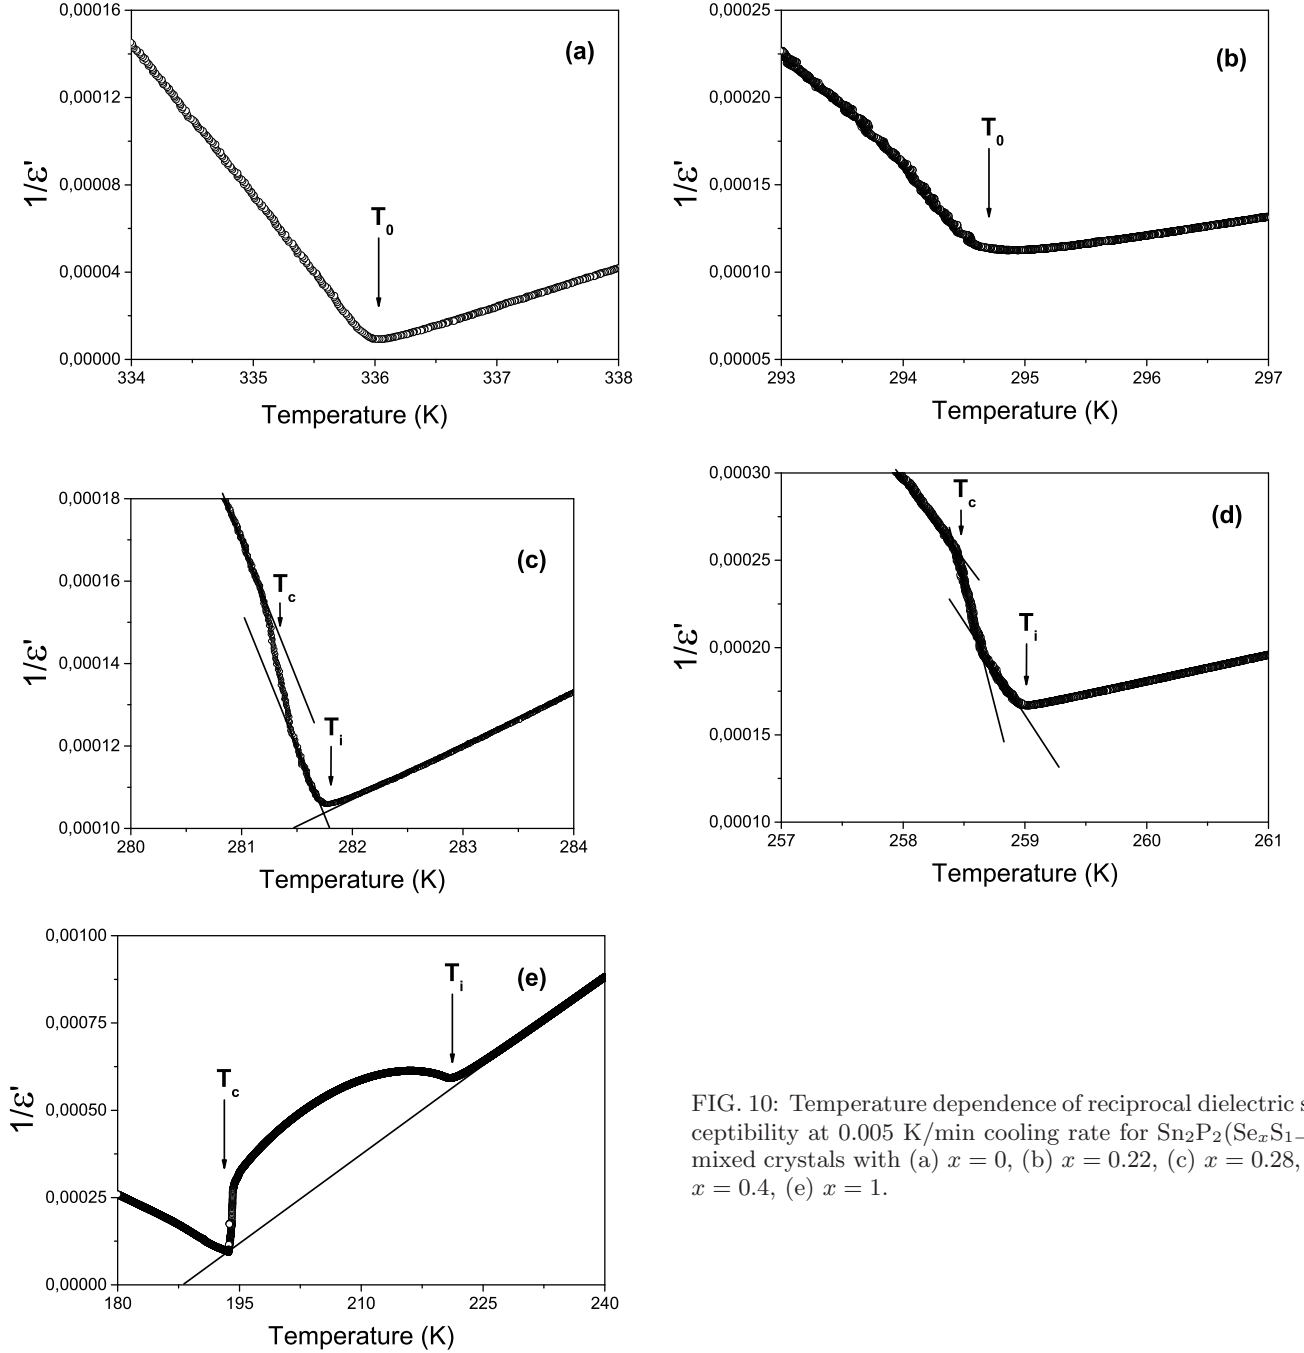 0,00016
0,00012
0,00008
0,00004
0,00000
1/ε'
(a)
T0
334 335 336 337 338
Temperature (K)
0,00025
0,00020
0,00015
0,00010
0,00005
1/ε'
(b)
T0
293 294 295 296 297
Temperature (K)
0,00018
0,00016
0,00014
0,00012
0,00010
1/ε'
(c)
Tc
Ti
280 281 282 283 284
Temperature (K)
0,00030
0,00025
0,00020
0,00015
0,00010
1/ε'
(d)
Tc
Ti
257 258 259 260 261
Temperature (K)
0,00100
0,00075
0,00050
0,00025
0,00000
1/ε'
(e)
Tc
Ti
180 195 210 225 240
Temperature (K)
FIG. 10: Temperature dependence of reciprocal dielectric s
ceptibility at 0.005 K/min cooling rate for Sn₂P₂(SeₓS₁₋
mixed crystals with (a) x = 0, (b) x = 0.22, (c) x = 0.28,
x = 0.4, (e) x = 1.